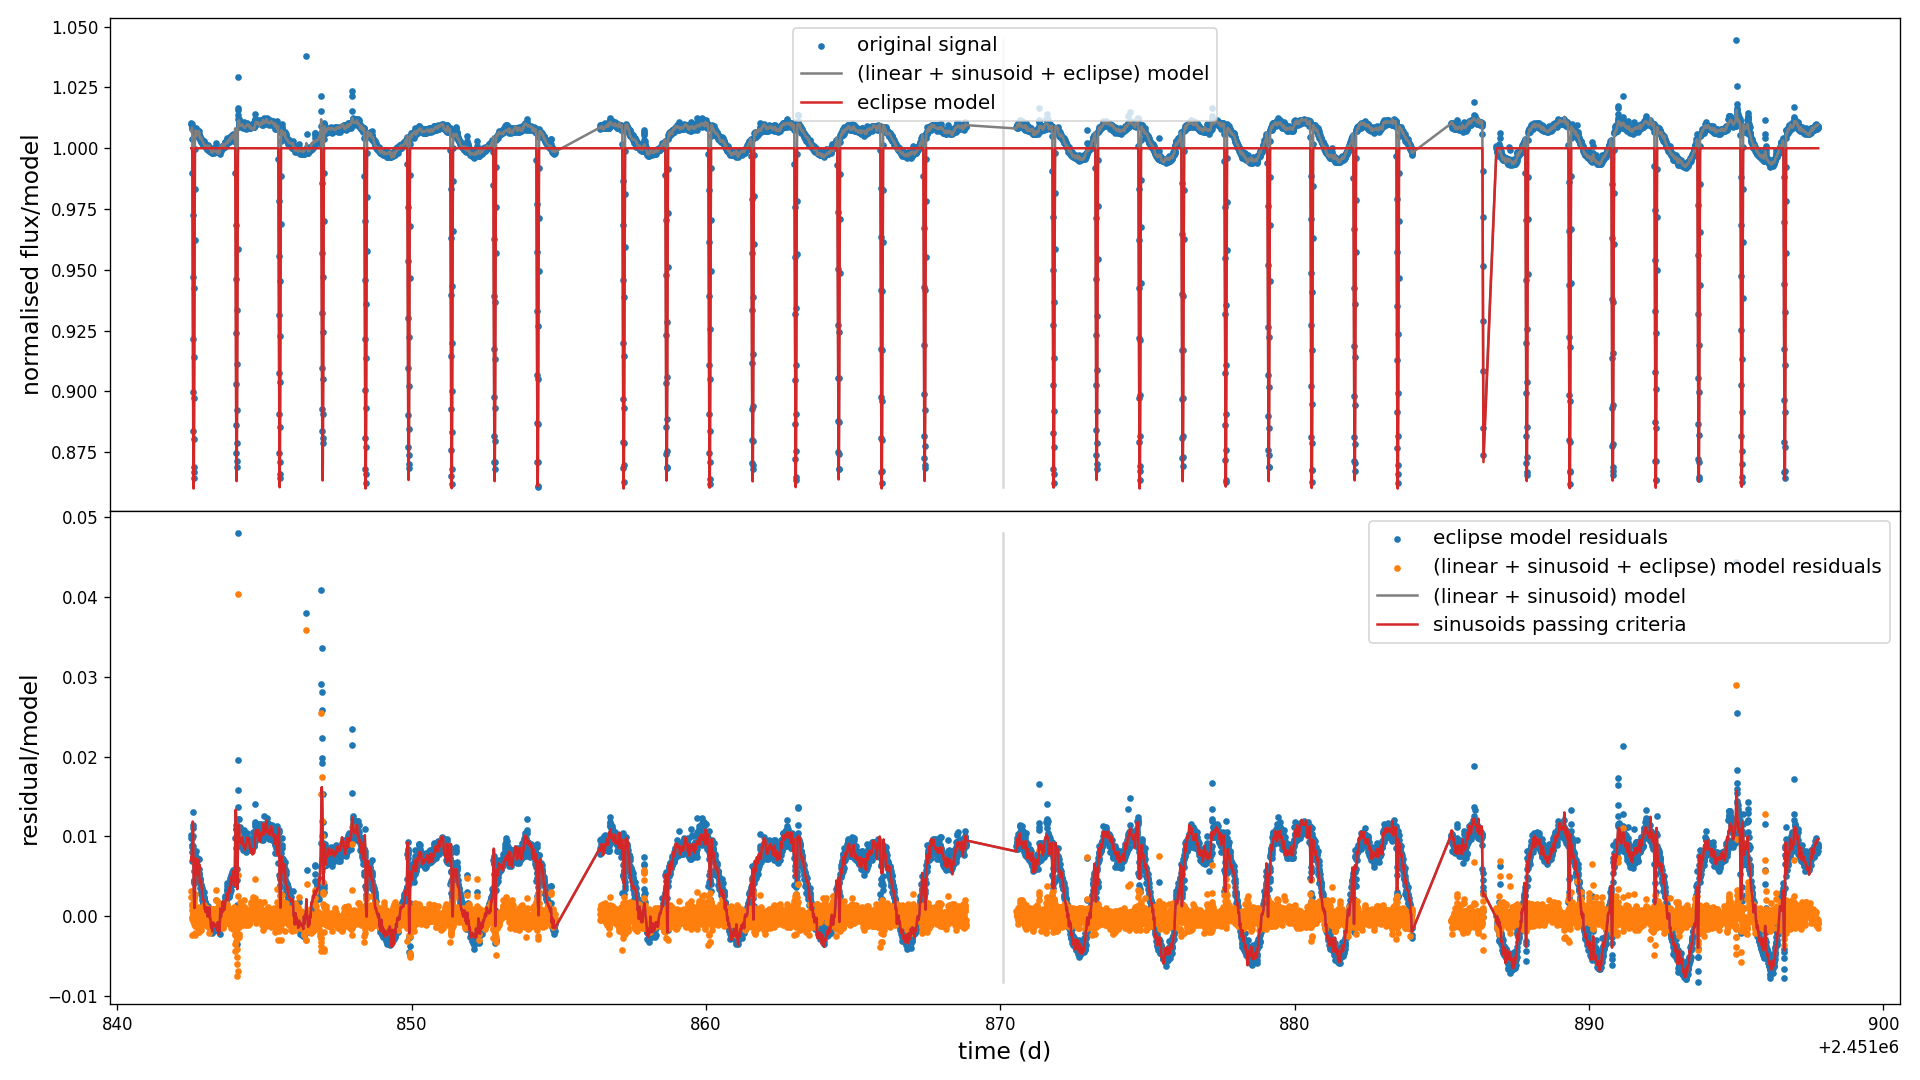 1.050
1.025
1.000
0.975
0.950
0.925
0.900
0.875
normalised flux/model
original signal
(linear + sinusoid + eclipse) model
eclipse model
0.05
0.04
0.03
0.02
0.01
0.00
−0.01
residual/model
eclipse model residuals
(linear + sinusoid + eclipse) model residuals
(linear + sinusoid) model
sinusoids passing criteria
840 850 860 870 880 890 900
+2.451e6
time (d)